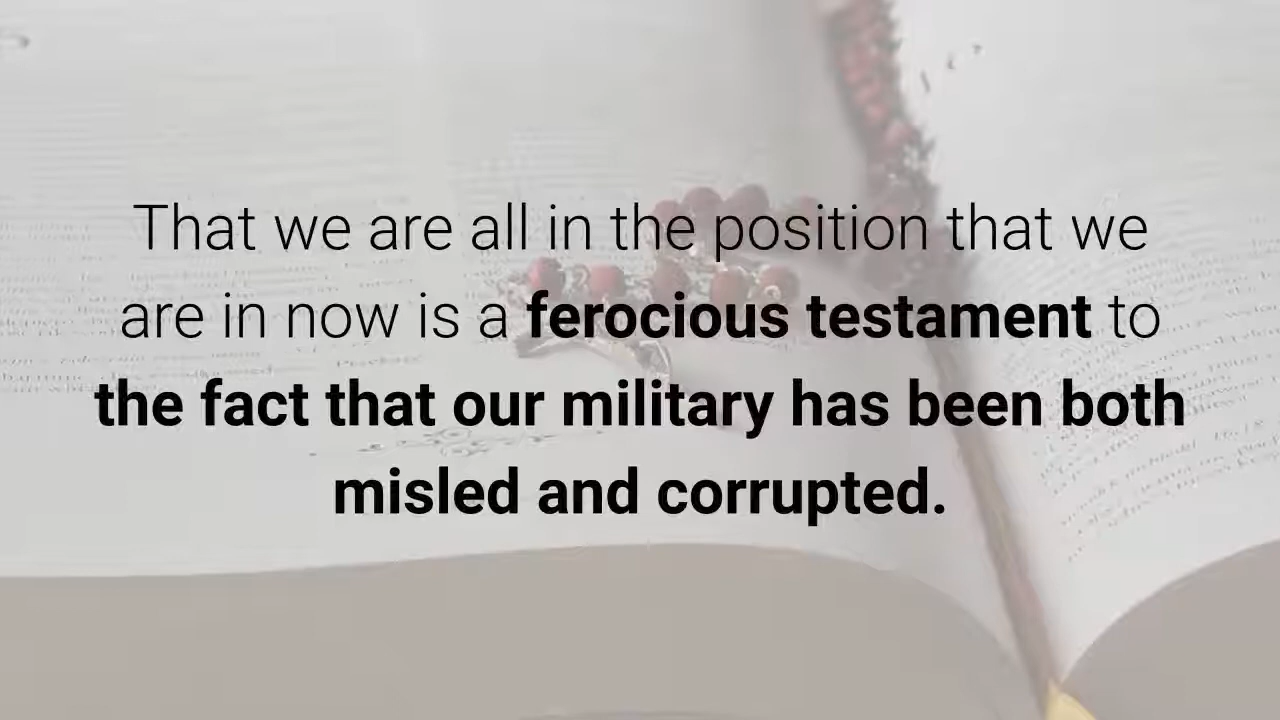 That we are all in the position that we
are in now is a ferocious testament to
the fact that our military has been both
misled and corrupted.